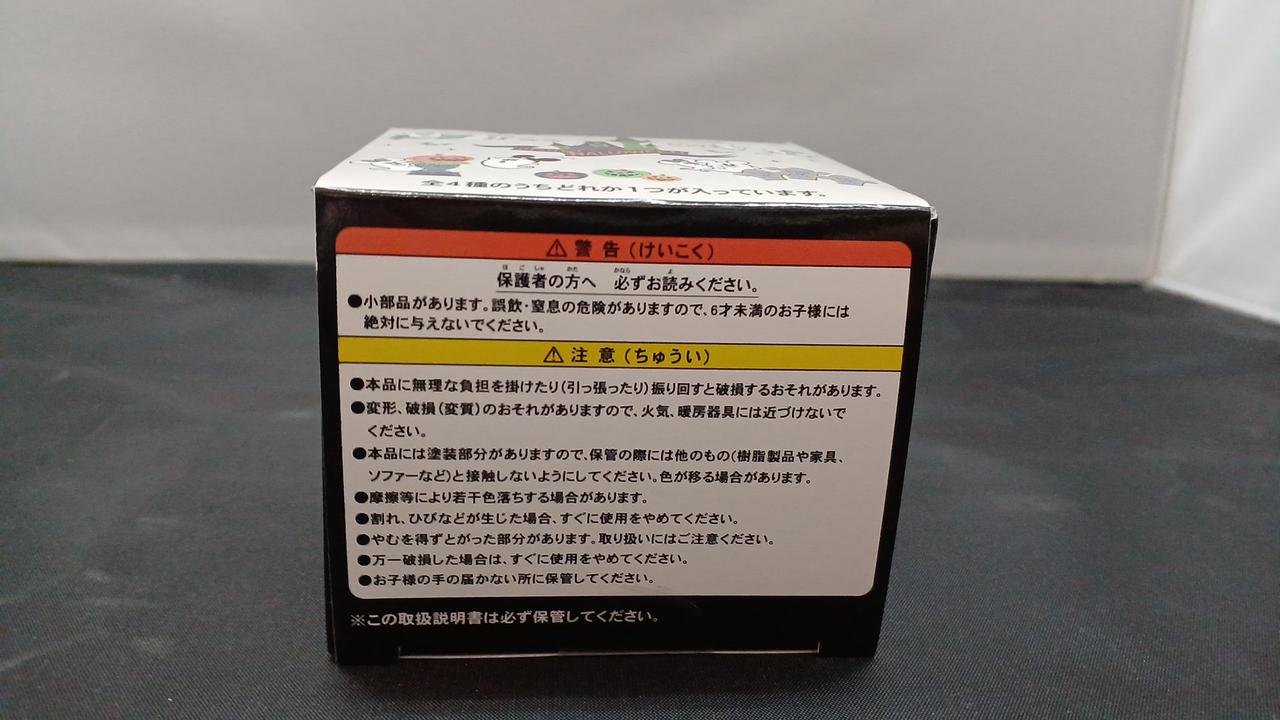 HALLOWEEN
全4種のうちどれか1つが入っています。
⚠警告(けいこく)
保護者の方へ 必ずお読みください。
●小部品があります。誤飲・窒息の危険がありますので、6才未満のお子様には
絶対に与えないでください。
⚠注意(ちゅうい)
●本品に無理な負担を掛けたり(引っ張ったり)振り回すと破損するおそれがあります。
●変形、破損(変質)のおそれがありますので、火気、暖房器具には近づけないで
ください。
●本品には塗装部分がありますので、保管の際には他のもの(樹脂製品や家具、
ソファーなど)と接触しないようにしてください。色が移る場合があります。
●摩擦等により若干色落ちする場合があります。
●割れ、ひびなどが生じた場合、すぐに使用をやめてください。
●やむを得ずとがった部分があります。取り扱いにはご注意ください。
●万一破損した場合は、すぐに使用をやめてください。
●お子様の手の届かない所に保管してください。
※この取扱説明書は必ず保管してください。